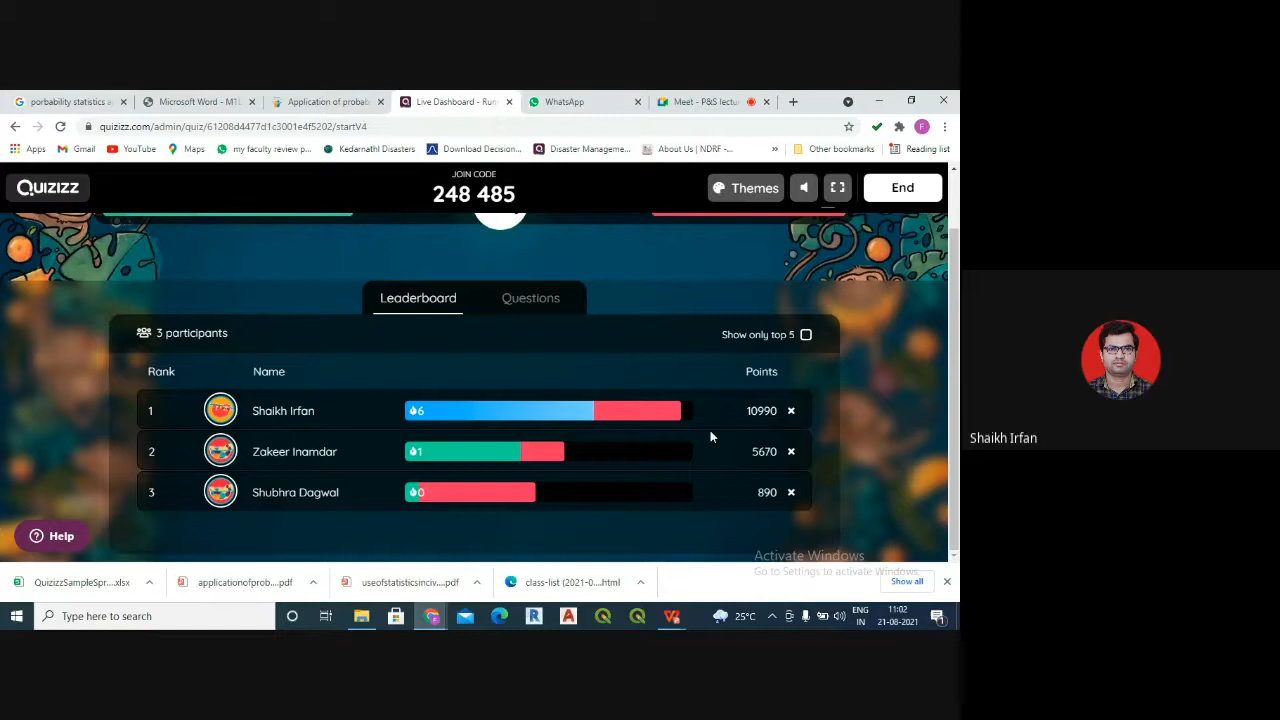 porbability statistics a
Microsoft Word - M1L
Application of probab
Live Dashboard - Run
WhatsApp
Meet - P&S lectu
quizizz.com/admin/quiz/61208d4477d1c3001e4f5202/startV4
F
Apps
Gmail
YouTube
Maps
my faculty review p...
Kedarnathl Disasters
Download Decision...
Disaster Manageme...
About Us | NDRF -...
»
Other bookmarks
Reading list
Quizizz
JOIN CODE
248 485
Themes
End
Leaderboard
Questions
3 participants
Show only top 5
Rank
Name
Points
1
Shaikh Irfan
6
10990
2
Zakeer Inamdar
1
5670
3
Shubhra Dagwal
0
890
Help
Activate Windows
Go to Settings to activate Windows.
QuizizzSampleSpr....xlsx
applicationofprob....pdf
useofstatisticsinciv....pdf
class-list (2021-0....html
Show all
Type here to search
25°C
ENG
IN
11:02
21-08-2021
1
Shaikh Irfan